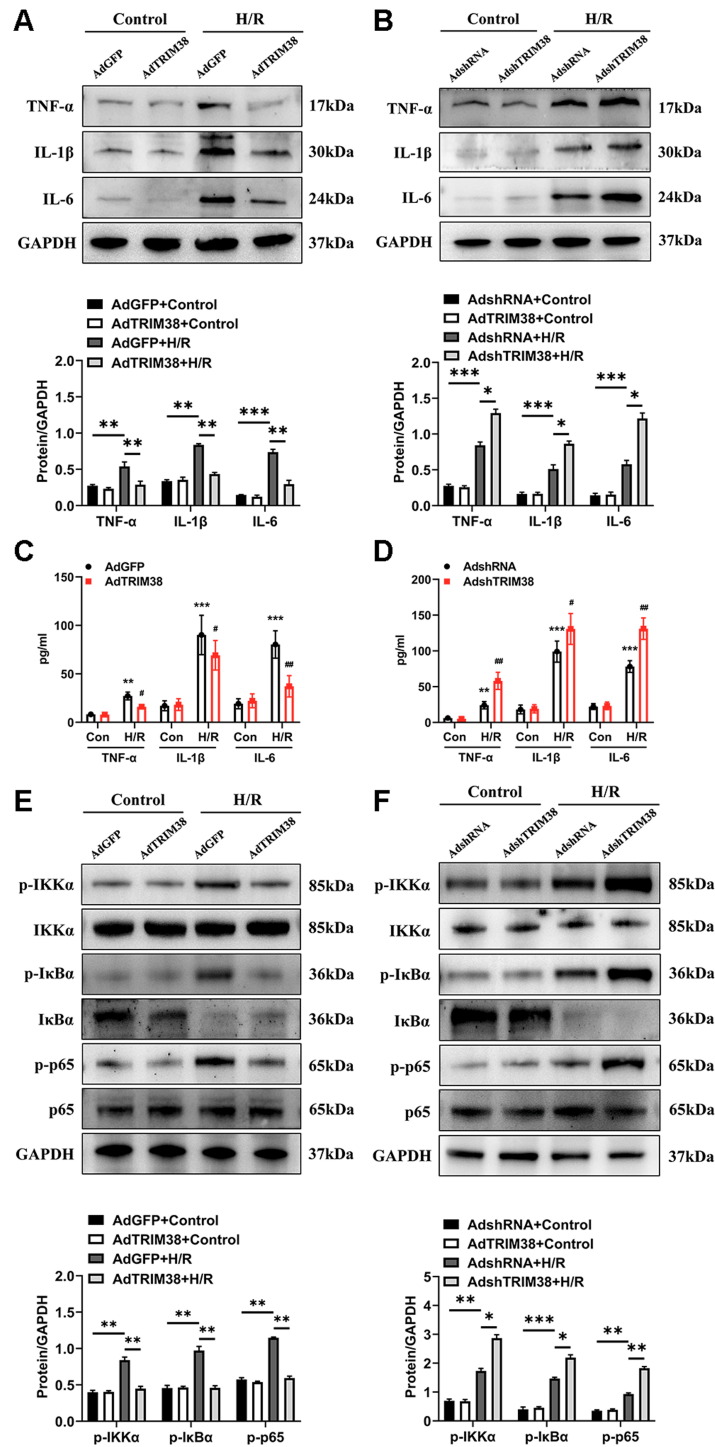 A
Control
H/R
AdGFP
AdTRIM38
AdGFP
AdTRIM38
TNF-α
17kDa
IL-1β
30kDa
IL-6
24kDa
GAPDH
37kDa
AdGFP+Control
AdTRIM38+Control
AdGFP+H/R
AdTRIM38+H/R
Protein/GAPDH
2.0
1.5
1.0
0.5
0.0
** ** ** ** *** **
TNF-α IL-1β IL-6
B
Control
H/R
AdshRNA
AdshTRIM38
AdshRNA
AdshTRIM38
TNF-α
17kDa
IL-1β
30kDa
IL-6
24kDa
GAPDH
37kDa
AdshRNA+Control
AdTRIM38+Control
AdshRNA+H/R
AdshTRIM38+H/R
Protein/GAPDH
2.0
1.5
1.0
0.5
0.0
*** * *** * *** *
TNF-α IL-1β IL-6
C
AdGFP
AdTRIM38
pg/ml
150
100
50
0
** # *** # *** ##
Con H/R Con H/R Con H/R
TNF-α IL-1β IL-6
D
AdshRNA
AdshTRIM38
pg/ml
200
150
100
50
0
** ## *** # *** ##
Con H/R Con H/R Con H/R
TNF-α IL-1β IL-6
E
Control
H/R
AdGFP
AdTRIM38
AdGFP
AdTRIM38
p-IKKα
85kDa
IKKα
85kDa
p-IκBα
36kDa
IκBα
36kDa
p-p65
65kDa
p65
65kDa
GAPDH
37kDa
AdGFP+Control
AdTRIM38+Control
AdGFP+H/R
AdTRIM38+H/R
Protein/GAPDH
2.0
1.5
1.0
0.5
0.0
** ** ** ** ** **
p-IKKα p-IκBα p-p65
F
Control
H/R
AdshRNA
AdshTRIM38
AdshRNA
AdshTRIM38
p-IKKα
85kDa
IKKα
85kDa
p-IκBα
36kDa
IκBα
36kDa
p-p65
65kDa
p65
65kDa
GAPDH
37kDa
AdshRNA+Control
AdTRIM38+Control
AdshRNA+H/R
AdshTRIM38+H/R
Protein/GAPDH
5
4
3
2
1
0
** * *** * ** **
p-IKKα p-IκBα p-p65